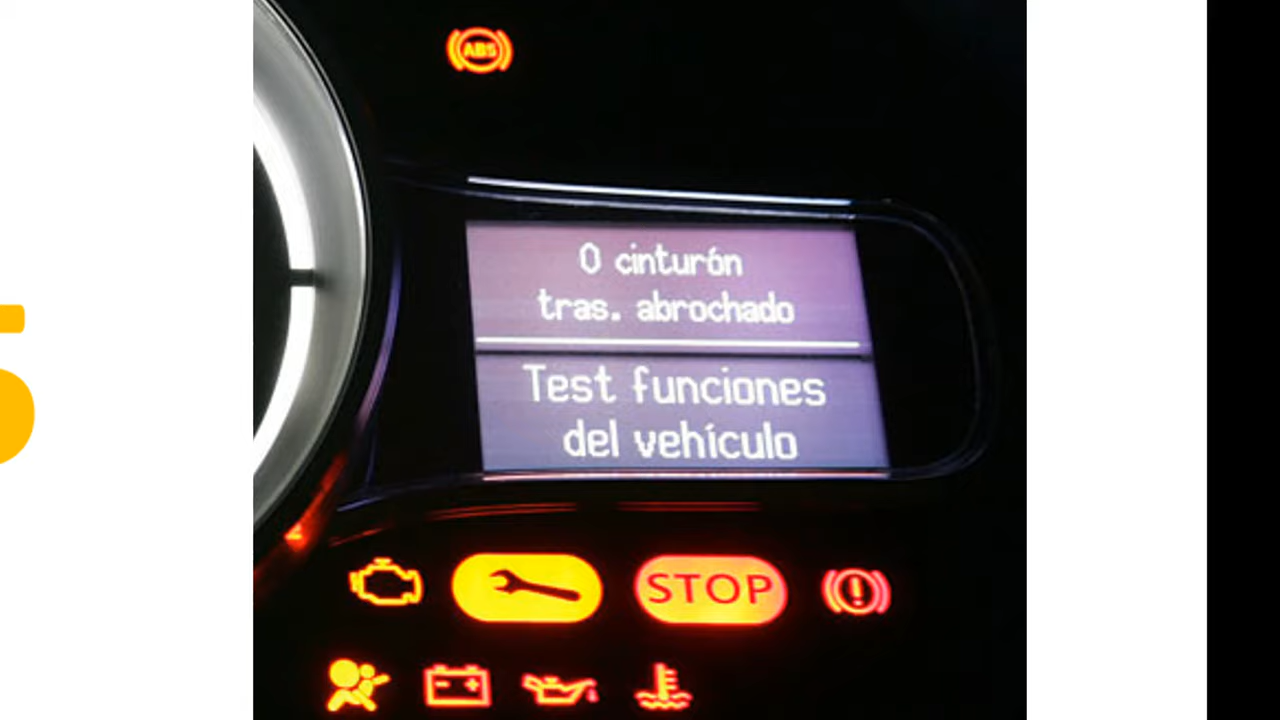 ABS
0 cinturón
tras. abrochado
Test funciones
del vehículo
STOP